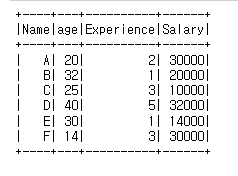 +----+---+----------+------+
|Name|age|Experience|Salary|
+----+---+----------+------+
|   A| 20|         2| 30000|
|   B| 32|         1| 20000|
|   C| 25|         3| 10000|
|   D| 40|         5| 32000|
|   E| 30|         1| 14000|
|   F| 14|         3| 30000|
+----+---+----------+------+